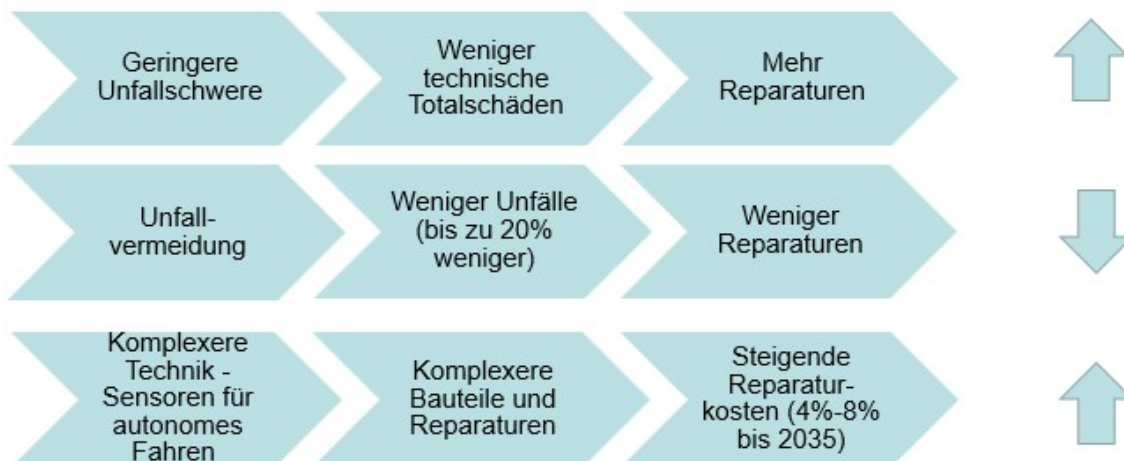 Geringere
Unfallschwere
Weniger
technische
Totalschäden
Mehr
Reparaturen
Unfall-
vermeidung
Weniger Unfälle
(bis zu 20%
weniger)
Weniger
Reparaturen
Komplexere
Technik -
Sensoren für
autonomes
Fahren
Komplexere
Bauteile und
Reparaturen
Steigende
Reparatur-
kosten (4%-8%
bis 2035)